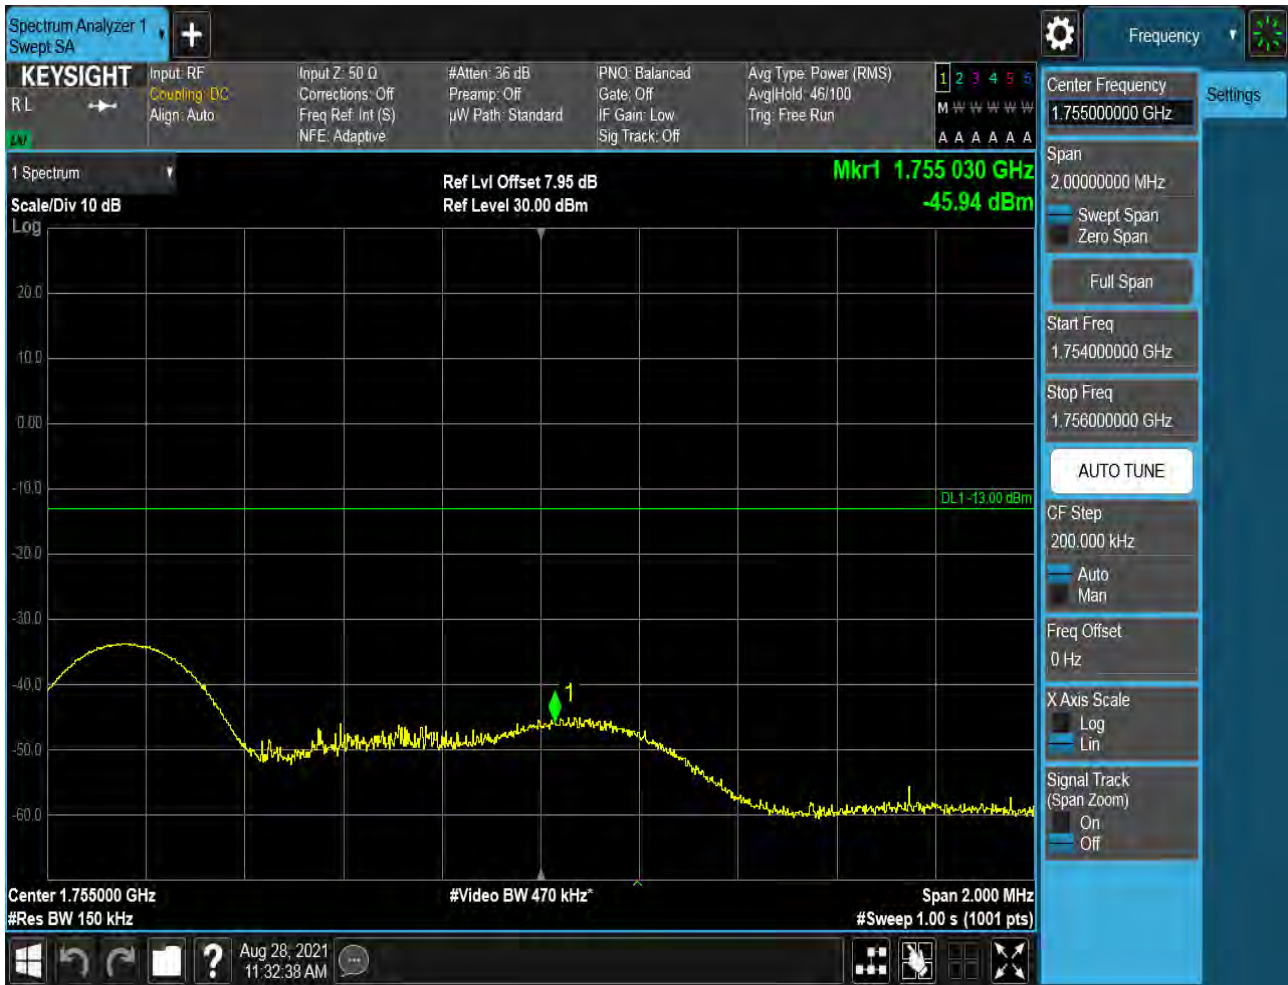 Spectrum Analyzer 1
Swept SA
Frequency
KEYSIGHT
R L
Input: RF
Coupling: DC
Align: Auto
Input Z: 50 Ω
Corrections: Off
Freq Ref: Int (S)
NFE: Adaptive
#Atten: 36 dB
Preamp: Off
µW Path: Standard
PNO: Balanced
Gate: Off
IF Gain: Low
Sig Track: Off
Avg Type: Power (RMS)
Avg|Hold: 46/100
Trig: Free Run
1 2 3 4 5 6
M W W W W W
A A A A A A
1 Spectrum
Scale/Div 10 dB
Log
Ref Lvl Offset 7.95 dB
Ref Level 30.00 dBm
Mkr1 1.755 030 GHz
-45.94 dBm
20.0
10.0
0.00
-10.0
-20.0
-30.0
-40.0
-50.0
-60.0
DL1 -13.00 dBm
1
Center 1.755000 GHz
#Res BW 150 kHz
#Video BW 470 kHz*
Span 2.000 MHz
#Sweep 1.00 s (1001 pts)
Aug 28, 2021
11:32:38 AM
?
Settings
Center Frequency
1.755000000 GHz
Span
2.00000000 MHz
Swept Span
Zero Span
Full Span
Start Freq
1.754000000 GHz
Stop Freq
1.756000000 GHz
AUTO TUNE
CF Step
200.000 kHz
Auto
Man
Freq Offset
0 Hz
X Axis Scale
Log
Lin
Signal Track
(Span Zoom)
On
Off